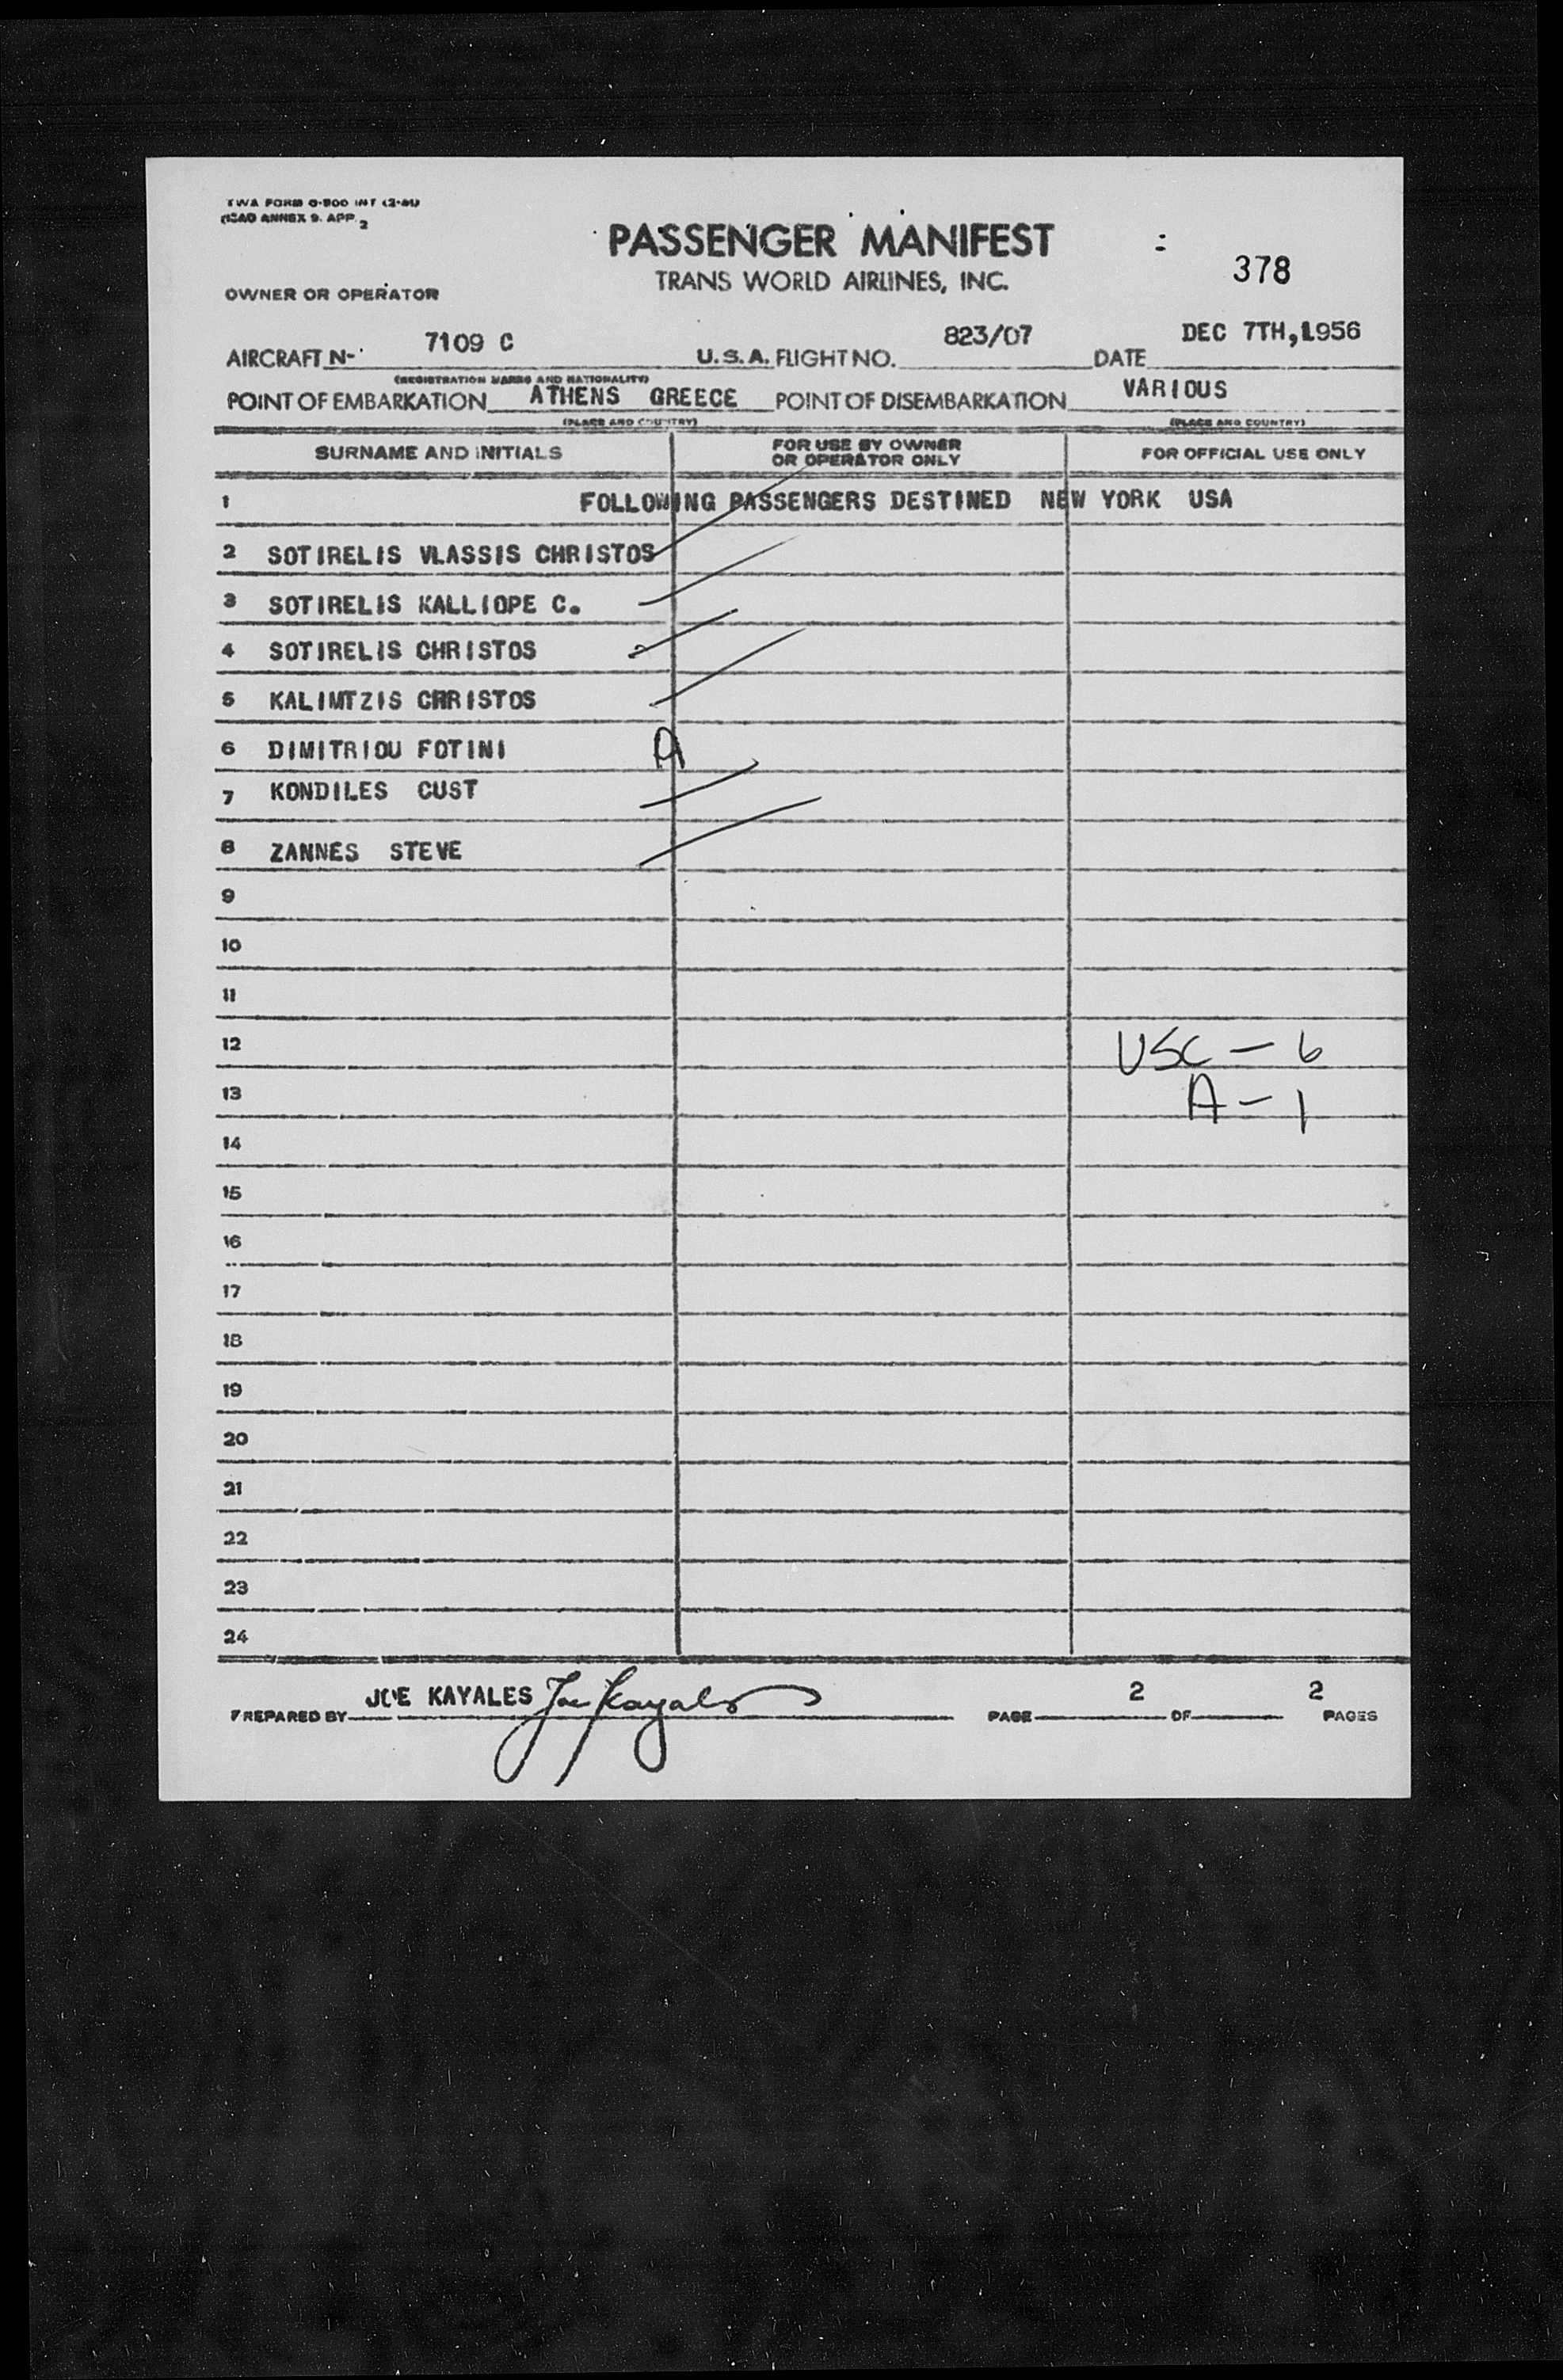 TWA FORM O-800 INT (2-51)
(ICAO ANNEX 9. APP. 2
PASSENGER MANIFEST
378
TRANS WORLD AIRLINES, INC.
OWNER OR OPERATOR
AIRCRAFT N- 7109 C U.S.A. FLIGHT NO. 823/07 DATE DEC 7TH,1956
(REGISTRATION MARKS AND NATIONALITY)
POINT OF EMBARKATION ATHENS GREECE POINT OF DISEMBARKATION VARIOUS
(PLACE AND COUNTRY) (PLACE AND COUNTRY)
SURNAME AND INITIALS FOR USE BY OWNER OR OPERATOR ONLY FOR OFFICIAL USE ONLY
1 FOLLOWING PASSENGERS DESTINED NEW YORK USA
2 SOTIRELIS VLASSIS CHRISTOS
3 SOTIRELIS KALLIOPE C.
4 SOTIRELIS CHRISTOS
5 KALIMTZIS CHRISTOS
6 DIMITRIOU FOTINI A
7 KONDILES CUST
8 ZANNES STEVE
9
10
11
12 USC - 6
13 A - 1
14
15
16
17
18
19
20
21
22
23
24
PREPARED BY JOE KAYALES Joe Kayales PAGE 2 OF 2 PAGES